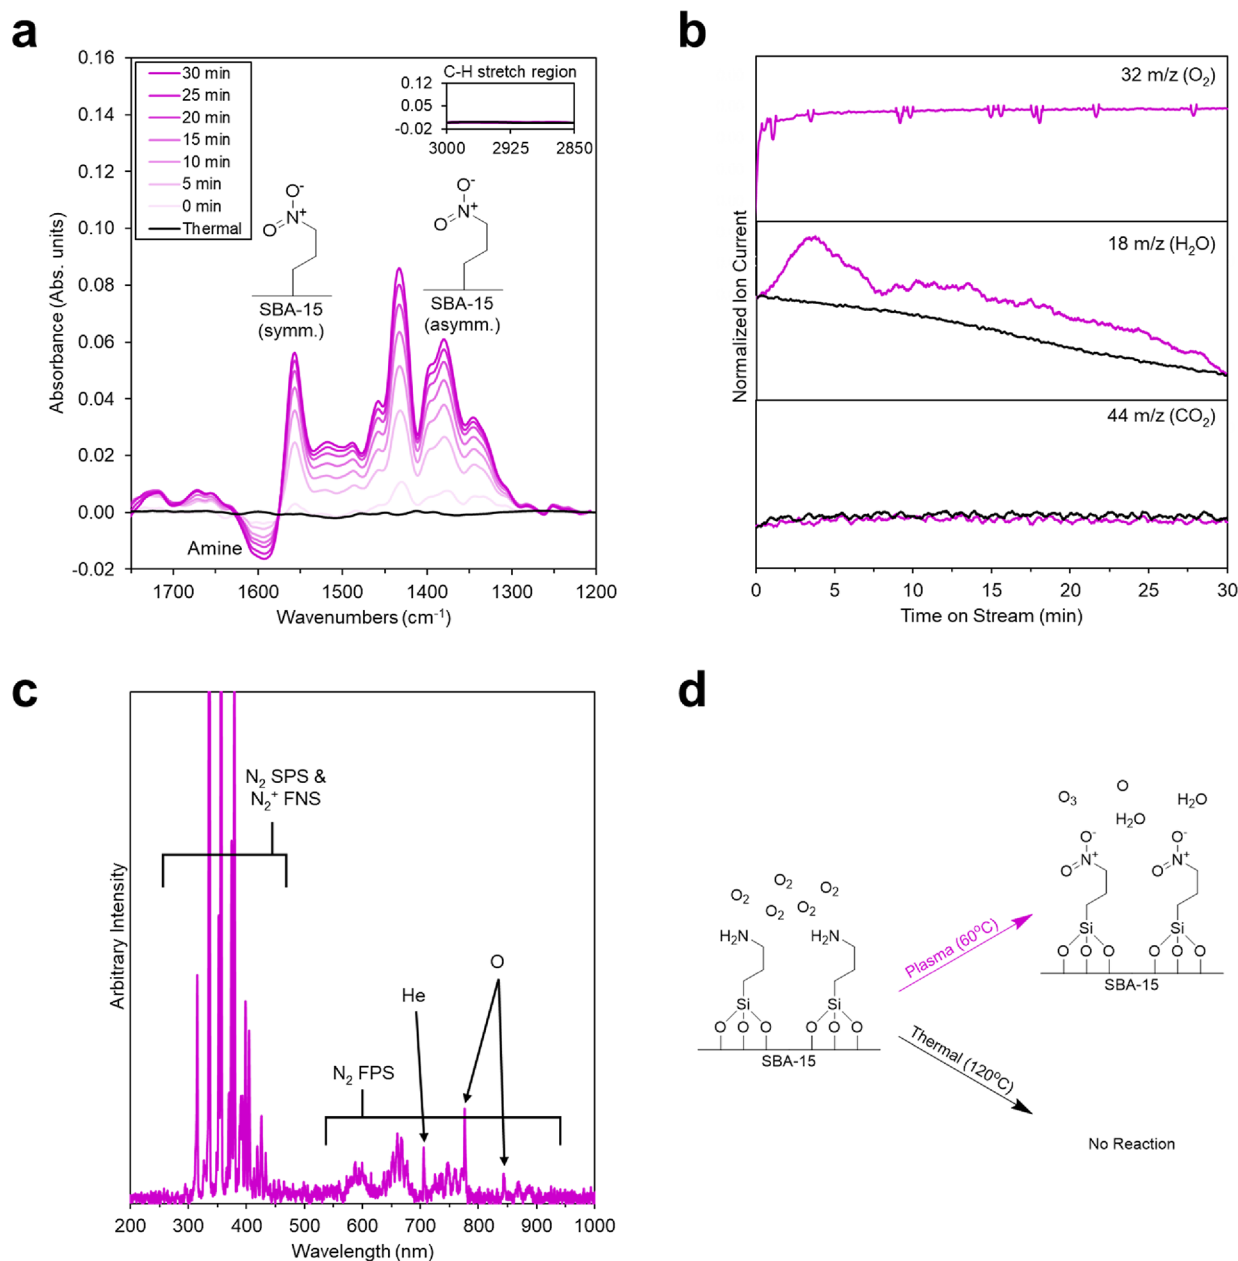 a
0.16
0.14
0.12
0.10
0.08
0.06
0.04
0.02
0.00
-0.02
Absorbance (Abs. units)
30 min
25 min
20 min
15 min
10 min
5 min
0 min
Thermal
C-H stretch region
0.12
0.05
-0.02
3000 2925 2850
O-
N+
O
SBA-15
(symm.)
O-
N+
O
SBA-15
(asymm.)
Amine
1700 1600 1500 1400 1300 1200
Wavenumbers (cm-1)
b
Normalized Ion Current
32 m/z (O2)
18 m/z (H2O)
44 m/z (CO2)
0 5 10 15 20 25 30
Time on Stream (min)
c
Arbitrary Intensity
N2 SPS &
N2+ FNS
N2 FPS
He
O
200 300 400 500 600 700 800 900 1000
Wavelength (nm)
d
O2 O2 O2
O2 O2
H2N H2N
Si Si
O O O O O O
SBA-15
Plasma (60°C)
Thermal (120°C)
O3 O H2O
H2O
O- O-
N+ N+
O O
Si Si
O O O O O O
SBA-15
No Reaction